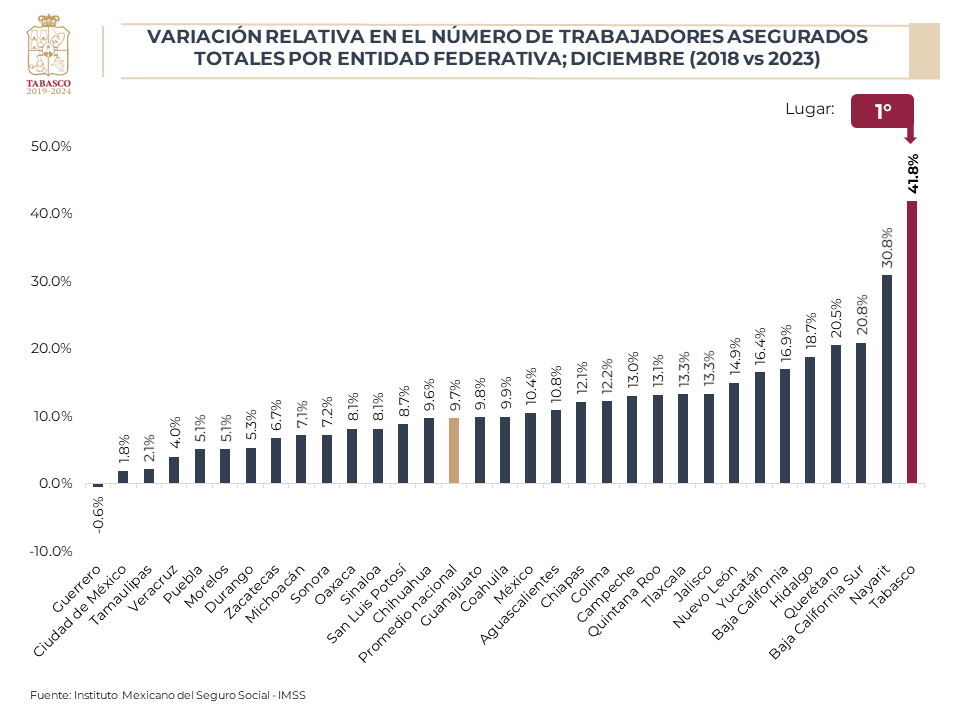 TABASCO
2019-2024
VARIACIÓN RELATIVA EN EL NÚMERO DE TRABAJADORES ASEGURADOS
TOTALES POR ENTIDAD FEDERATIVA; DICIEMBRE (2018 vs 2023)
Lugar:
1°
50.0%
40.0%
30.0%
20.0%
10.0%
0.0%
-10.0%
-0.6%
1.8%
2.1%
4.0%
5.1%
5.1%
5.3%
6.7%
7.1%
7.2%
8.1%
8.1%
8.7%
9.6%
9.7%
9.8%
9.9%
10.4%
10.8%
12.1%
12.2%
13.0%
13.1%
13.3%
13.3%
14.9%
16.4%
16.9%
18.7%
20.5%
20.8%
30.8%
41.8%
Guerrero
Ciudad de México
Tamaulipas
Veracruz
Puebla
Morelos
Durango
Zacatecas
Michoacán
Sonora
Oaxaca
Sinaloa
San Luis Potosí
Chihuahua
Promedio nacional
Guanajuato
Coahuila
México
Aguascalientes
Chiapas
Colima
Campeche
Quintana Roo
Tlaxcala
Jalisco
Nuevo León
Yucatán
Baja California
Hidalgo
Querétaro
Baja California Sur
Nayarit
Tabasco
Fuente: Instituto Mexicano del Seguro Social - IMSS